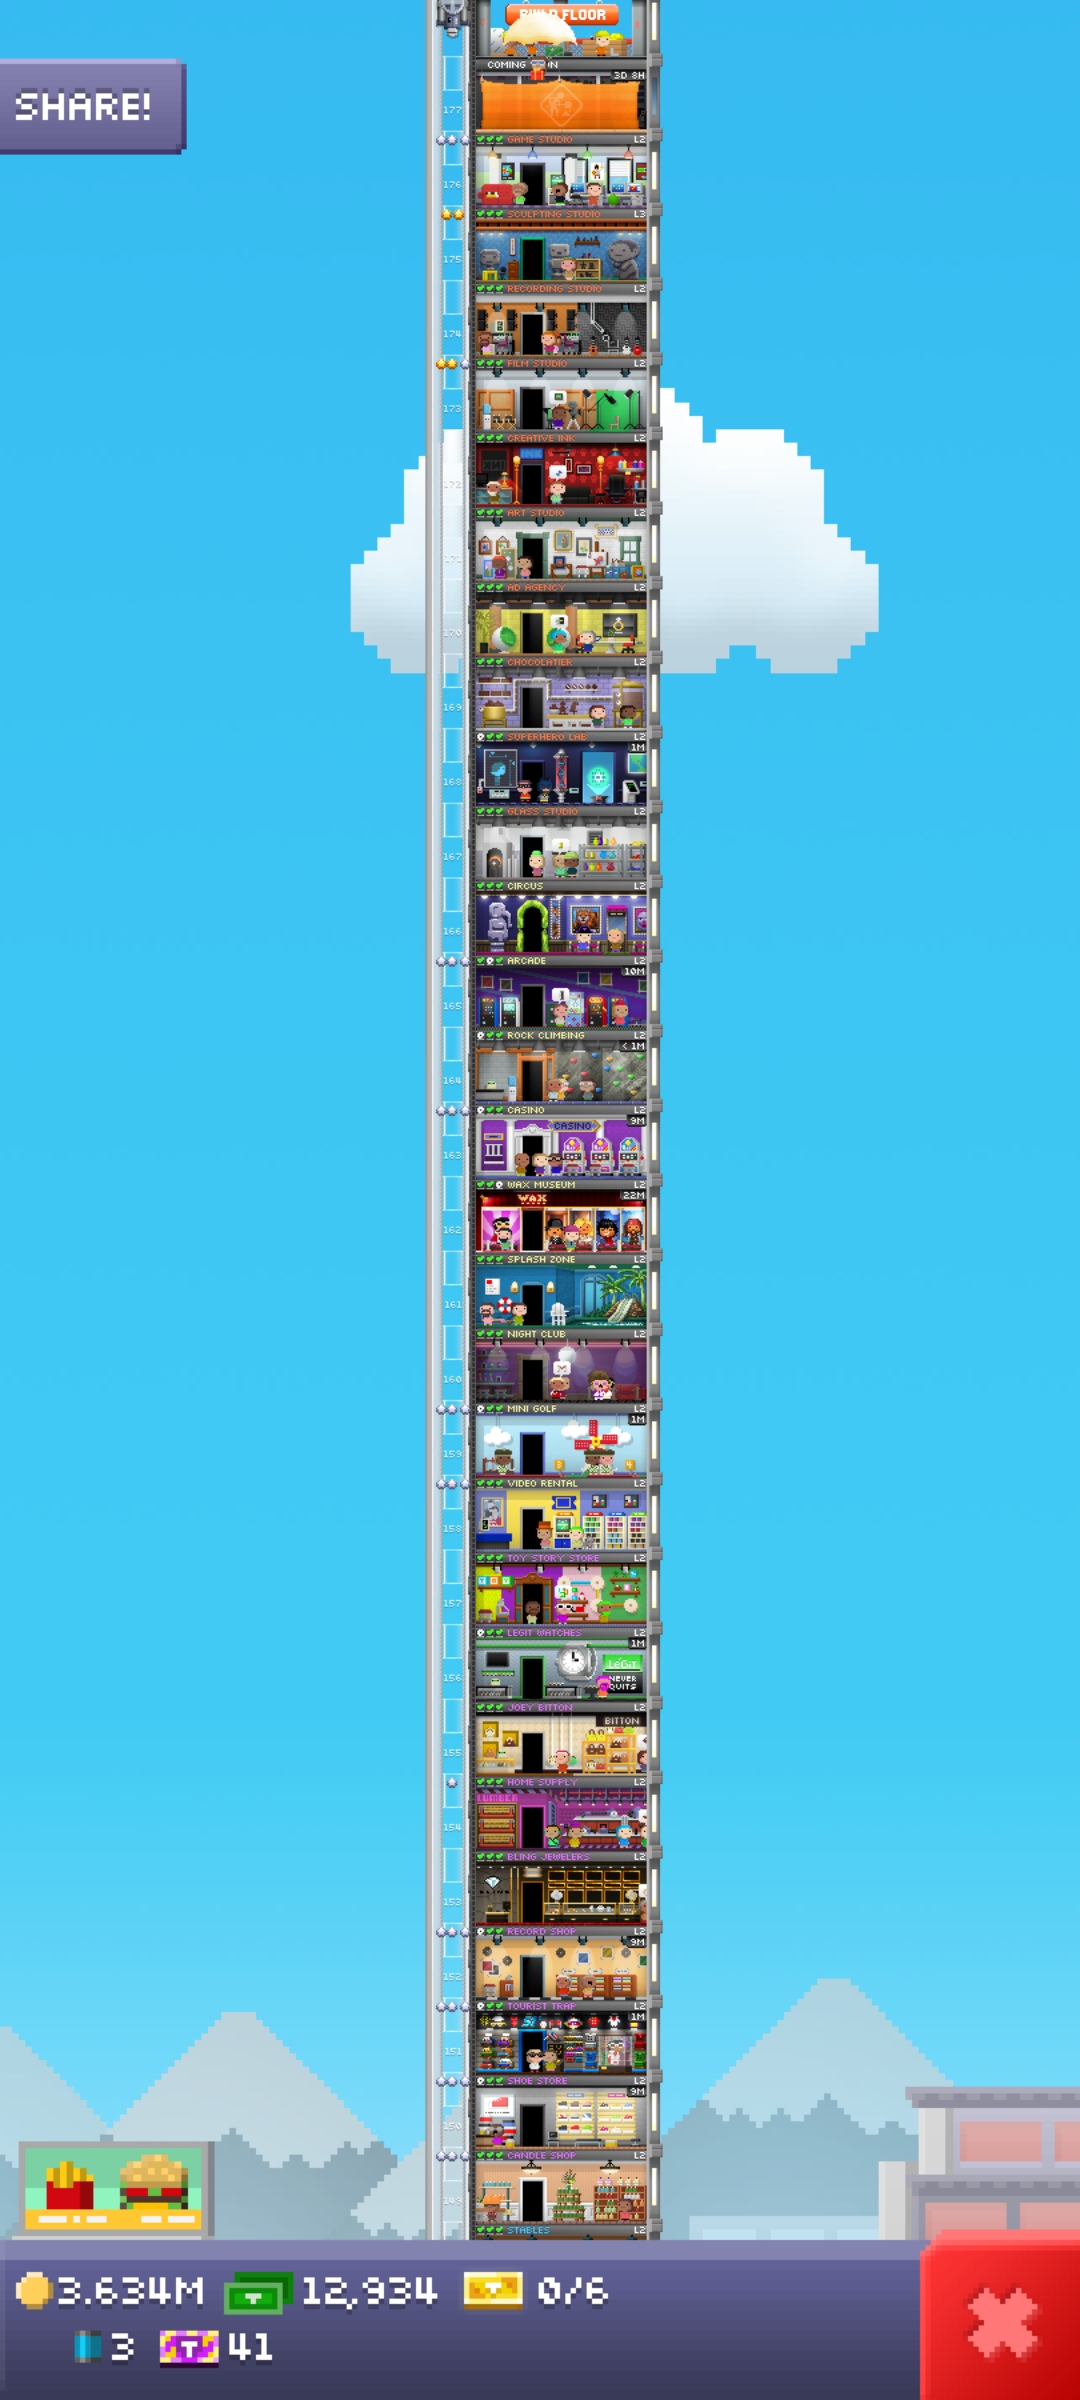 SHARE!
COMING
3D 8H
177
GAME STUDIO L2
176
SCULPTING STUDIO L3
175
RECORDING STUDIO L2
174
FILM STUDIO L2
173
CREATIVE INK L2
172
ART STUDIO L2
171
AD AGENCY L2
170
CHOCOLATIER L2
169
SUPERHERO LAB L2
1M
168
GLASS STUDIO L2
167
CIRCUS L2
166
ARCADE L2
10M
165
ROCK CLIMBING L2
< 1M
164
CASINO L2
9M
CASINO
163
WAX MUSEUM L2
22M
WAX
162
SPLASH ZONE L2
161
NIGHT CLUB L2
160
MINI GOLF L2
1M
159
VIDEO RENTAL L2
158
TOY STORY STORE L2
TOY
157
LEGIT WATCHES L2
1M
LéGiT
NEVER
QUITS
156
JOEY BITTON L2
BITTON
155
HOME SUPPLY L2
LUMBER
154
BLING JEWELERS L2
153
RECORD SHOP L2
9M
152
TOURIST TRAP L2
1M
151
SHOE STORE L2
9M
150
CANDLE SHOP L2
149
STABLES L2
3.634M 12,934 0/6
3 41